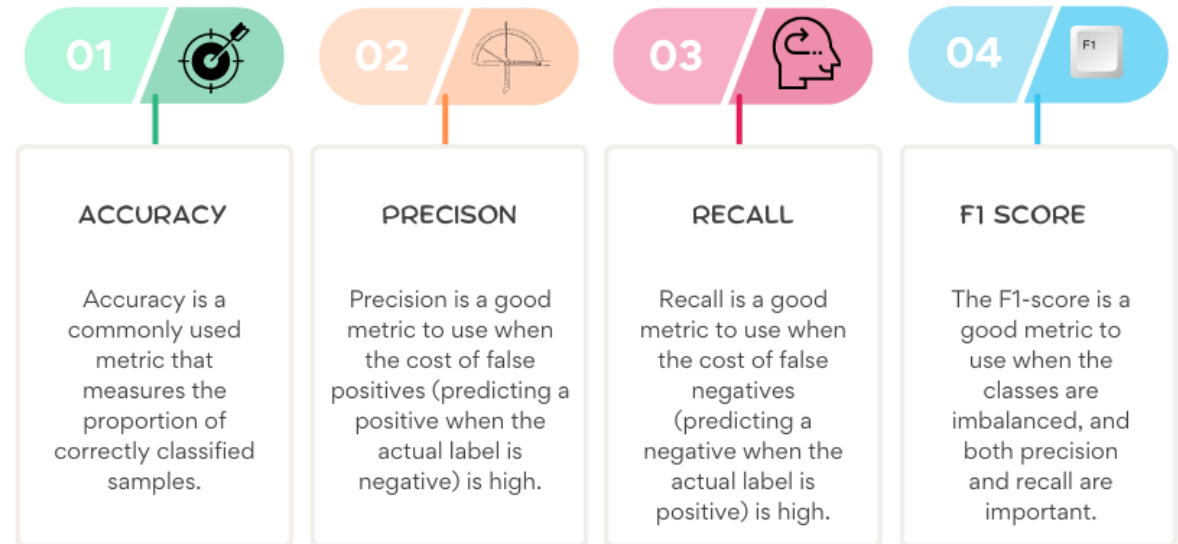 01
02
03
04
F1
ACCURACY
Accuracy is a
commonly used
metric that
measures the
proportion of
correctly classified
samples.
PRECISON
Precision is a good
metric to use when
the cost of false
positives (predicting a
positive when the
actual label is
negative) is high.
RECALL
Recall is a good
metric to use when
the cost of false
negatives
(predicting a
negative when the
actual label is
positive) is high.
F1 SCORE
The F1-score is a
good metric to
use when the
classes are
imbalanced, and
both precision
and recall are
important.